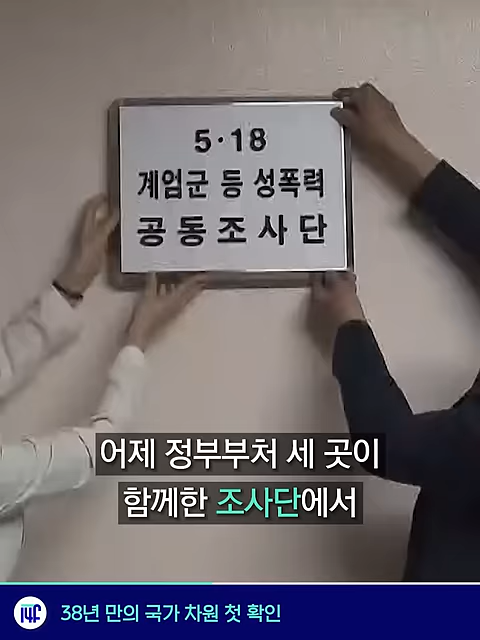 5·18
계엄군 등 성폭력
공동조사단
어제 정부부처 세 곳이
함께한 조사단에서
14F
38년 만의 국가 차원 첫 확인